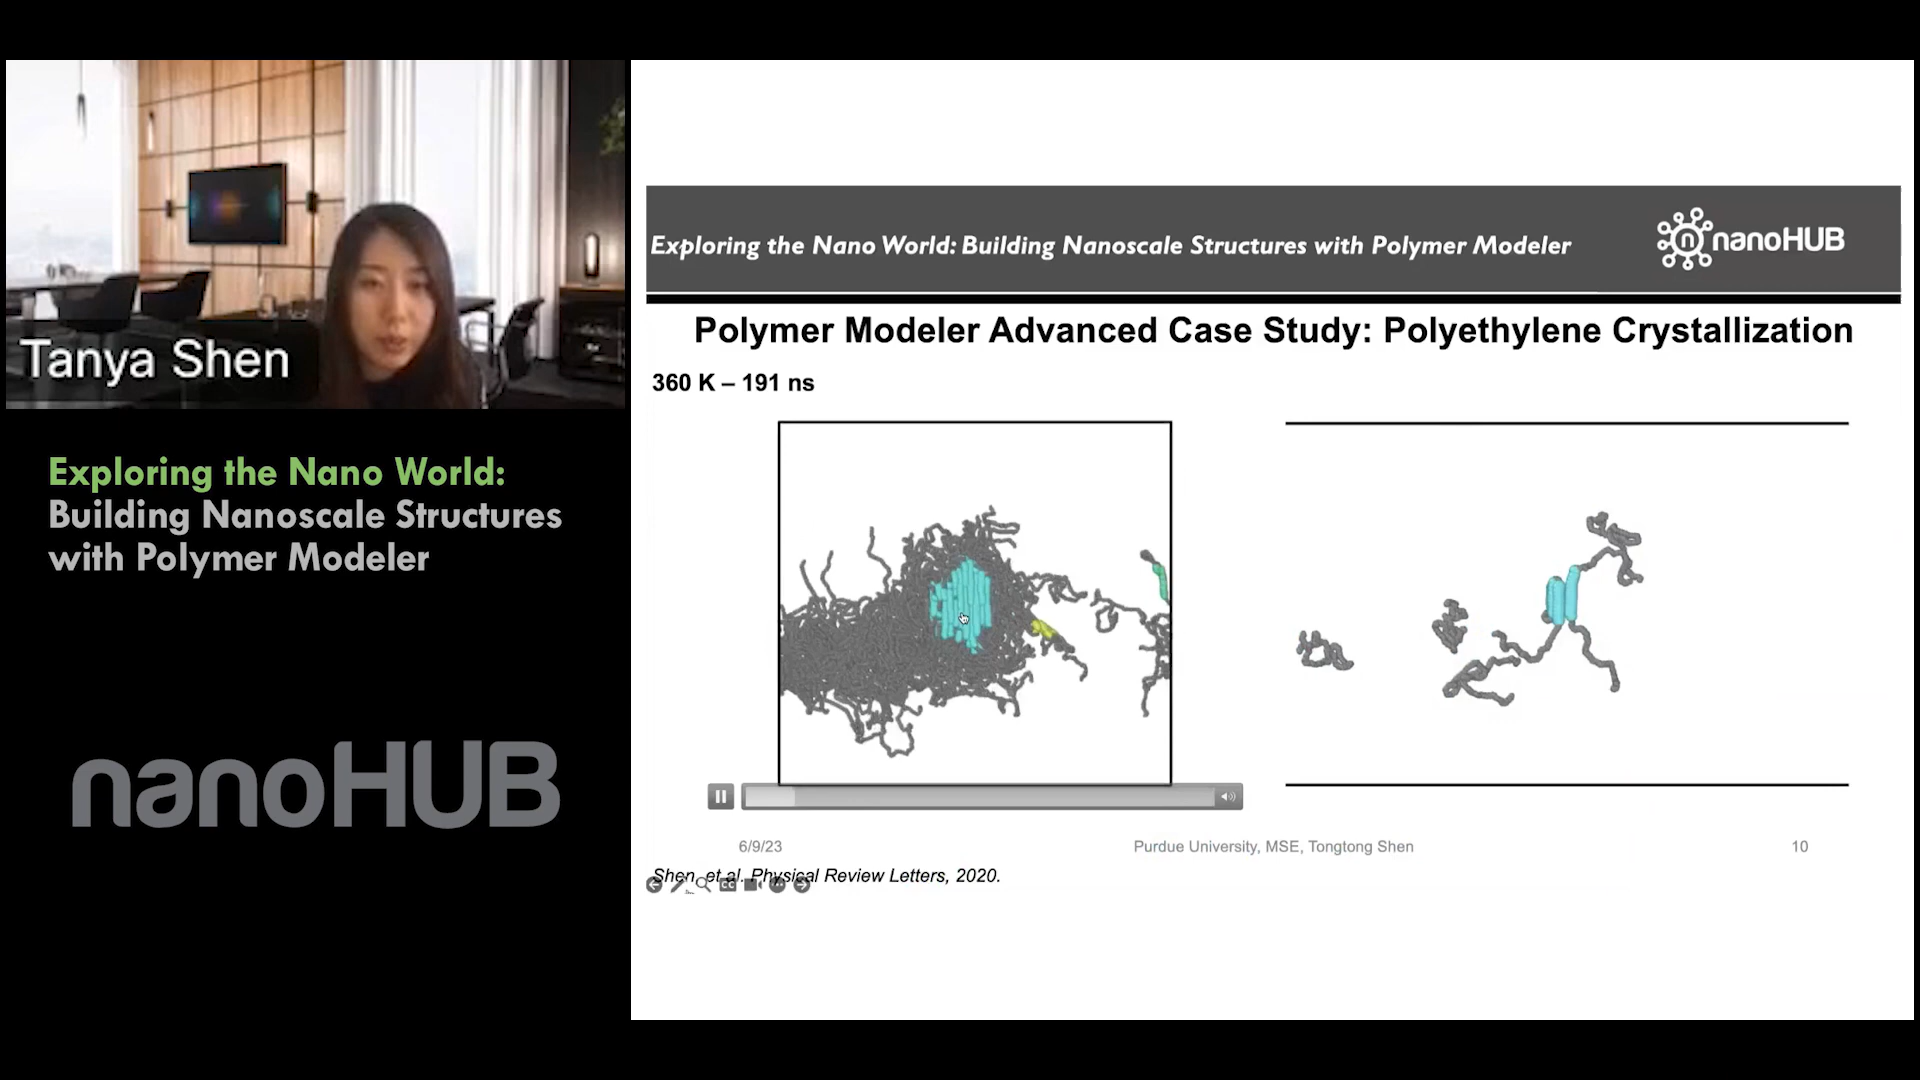 Tanya Shen
Exploring the Nano World:
Building Nanoscale Structures
with Polymer Modeler
nanoHUB
Exploring the Nano World: Building Nanoscale Structures with Polymer Modeler
n nanoHUB
Polymer Modeler Advanced Case Study: Polyethylene Crystallization
360 K – 191 ns
6/9/23
Purdue University, MSE, Tongtong Shen
10
Shen, et al. Physical Review Letters, 2020.
CC